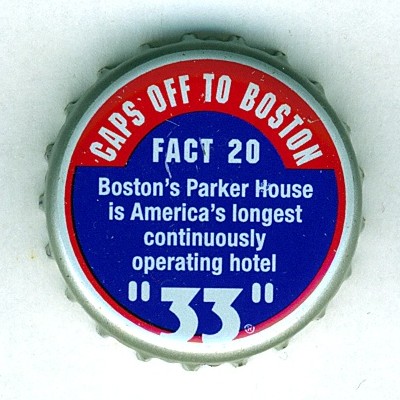 CAPS OFF TO BOSTON
FACT 20
Boston's Parker House
is America's longest
continuously
operating hotel
"33"®